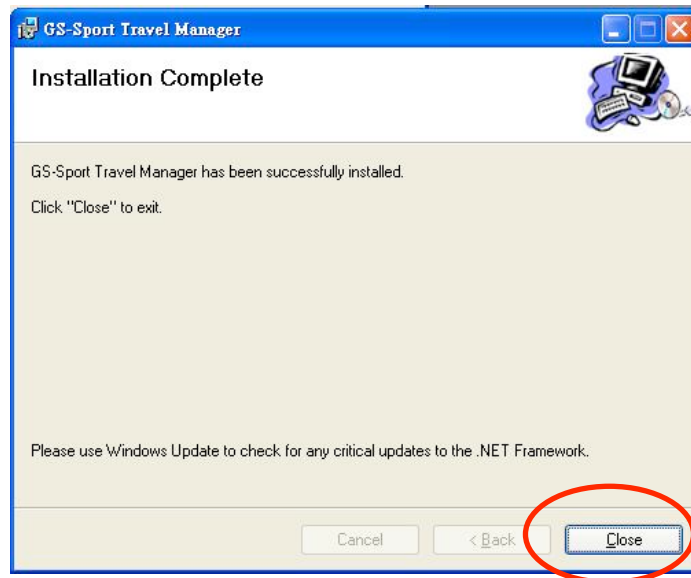 GS-Sport Travel Manager
Installation Complete
GS-Sport Travel Manager has been successfully installed.
Click "Close" to exit.
Please use Windows Update to check for any critical updates to the .NET Framework.
Cancel
< Back
Close